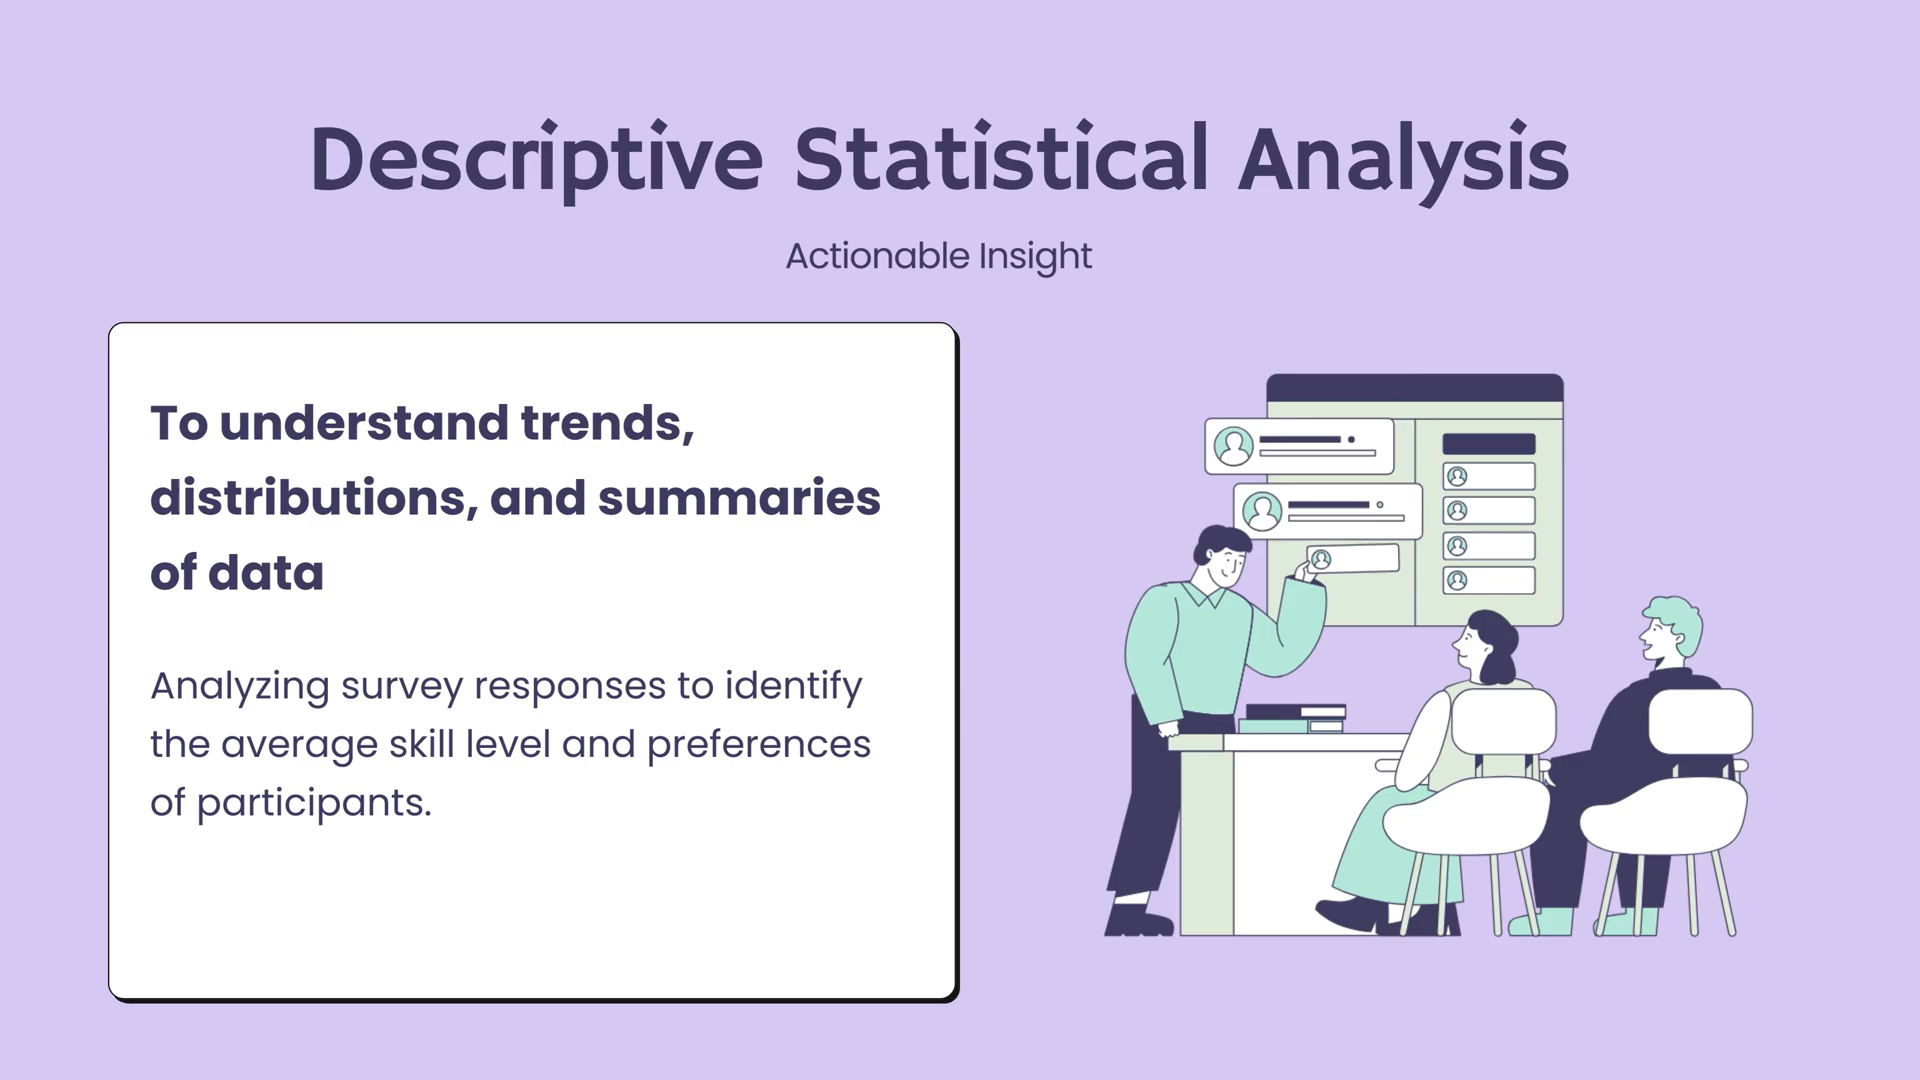 Descriptive Statistical Analysis
Actionable Insight
To understand trends,
distributions, and summaries
of data
Analyzing survey responses to identify
the average skill level and preferences
of participants.